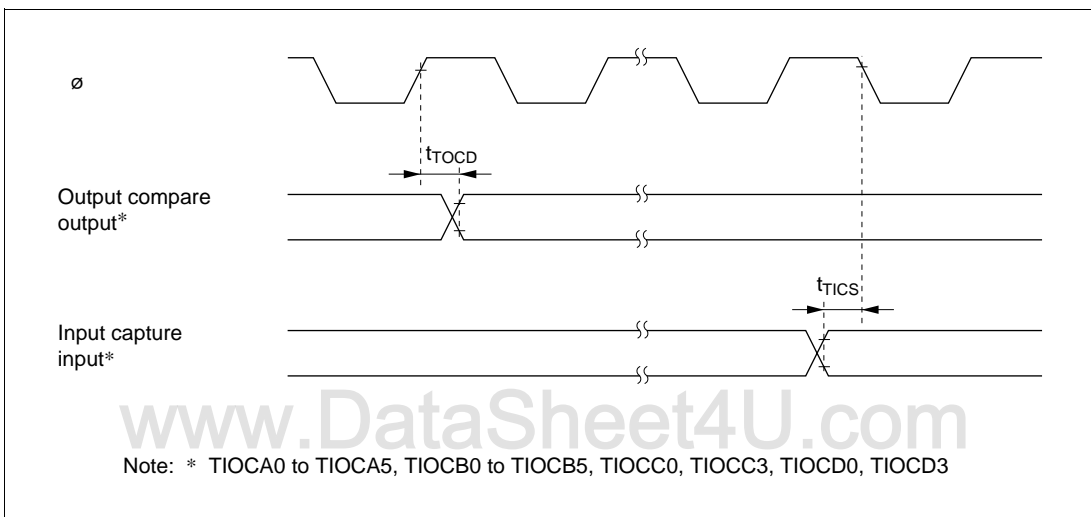 ø
tTOCD
Output compare
output*
tTICS
Input capture
input*
www.DataSheet4U.com
Note: * TIOCA0 to TIOCA5, TIOCB0 to TIOCB5, TIOCC0, TIOCC3, TIOCD0, TIOCD3